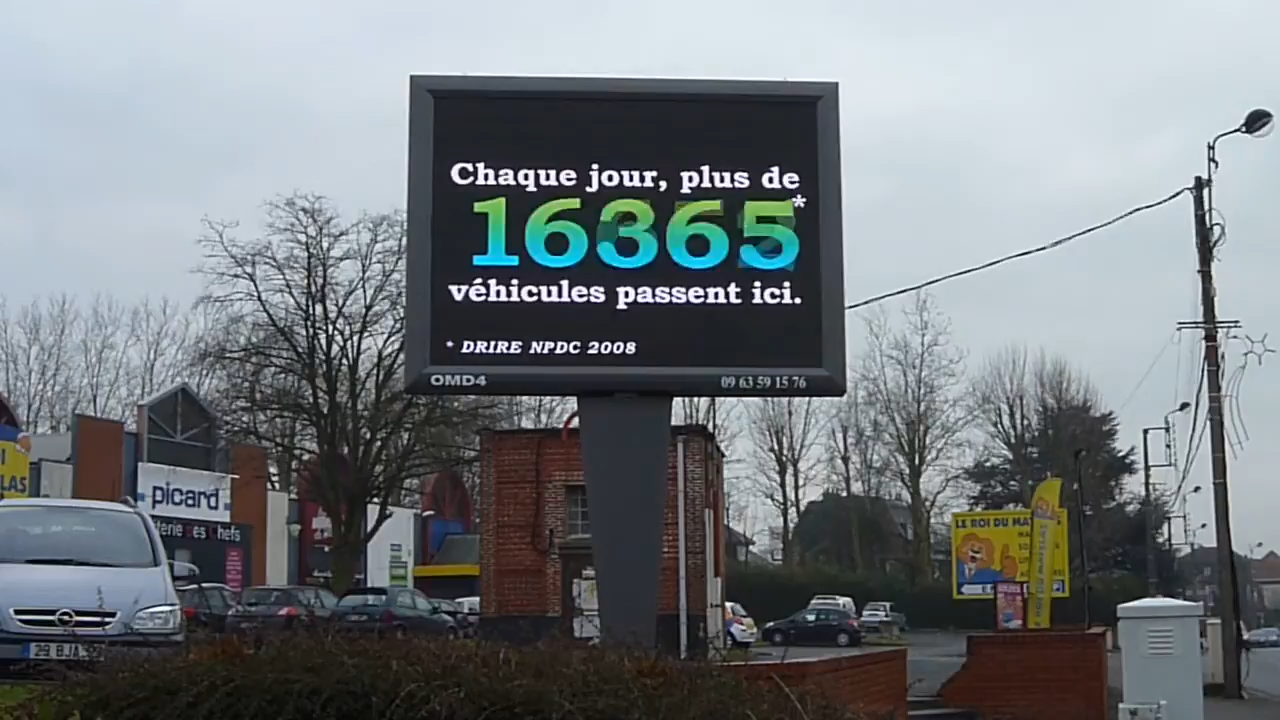 Chaque jour, plus de
16365*
véhicules passent ici.
* DRIRE NPDC 2008
OMD4
09 63 59 15 76
picard
LE ROI DU MA